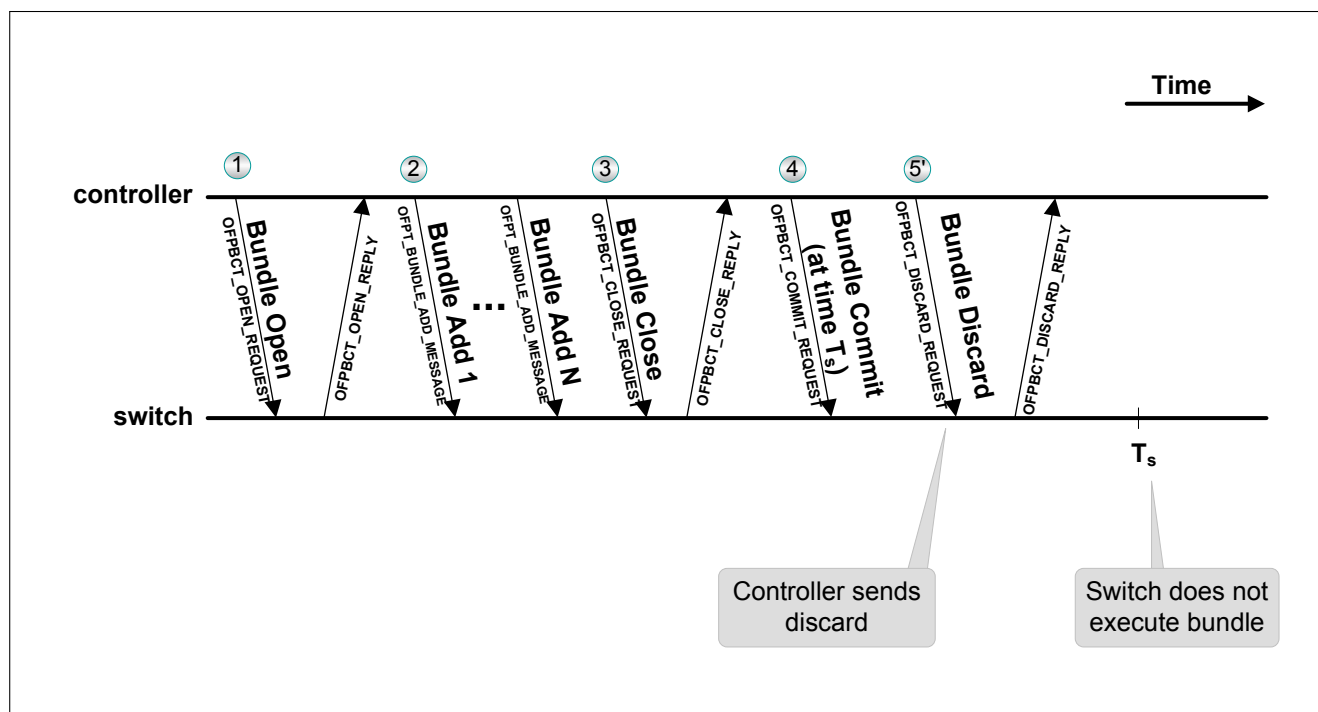 Time
1
2
3
4
5'
controller
Bundle Open
OFPBCT_OPEN_REQUEST
OFPBCT_OPEN_REPLY
Bundle Add 1
OFPT_BUNDLE_ADD_MESSAGE
...
Bundle Add N
OFPT_BUNDLE_ADD_MESSAGE
Bundle Close
OFPBCT_CLOSE_REQUEST
OFPBCT_CLOSE_REPLY
Bundle Commit
(at time Ts)
OFPBCT_COMMIT_REQUEST
Bundle Discard
OFPBCT_DISCARD_REQUEST
OFPBCT_DISCARD_REPLY
switch
Ts
Controller sends
discard
Switch does not
execute bundle